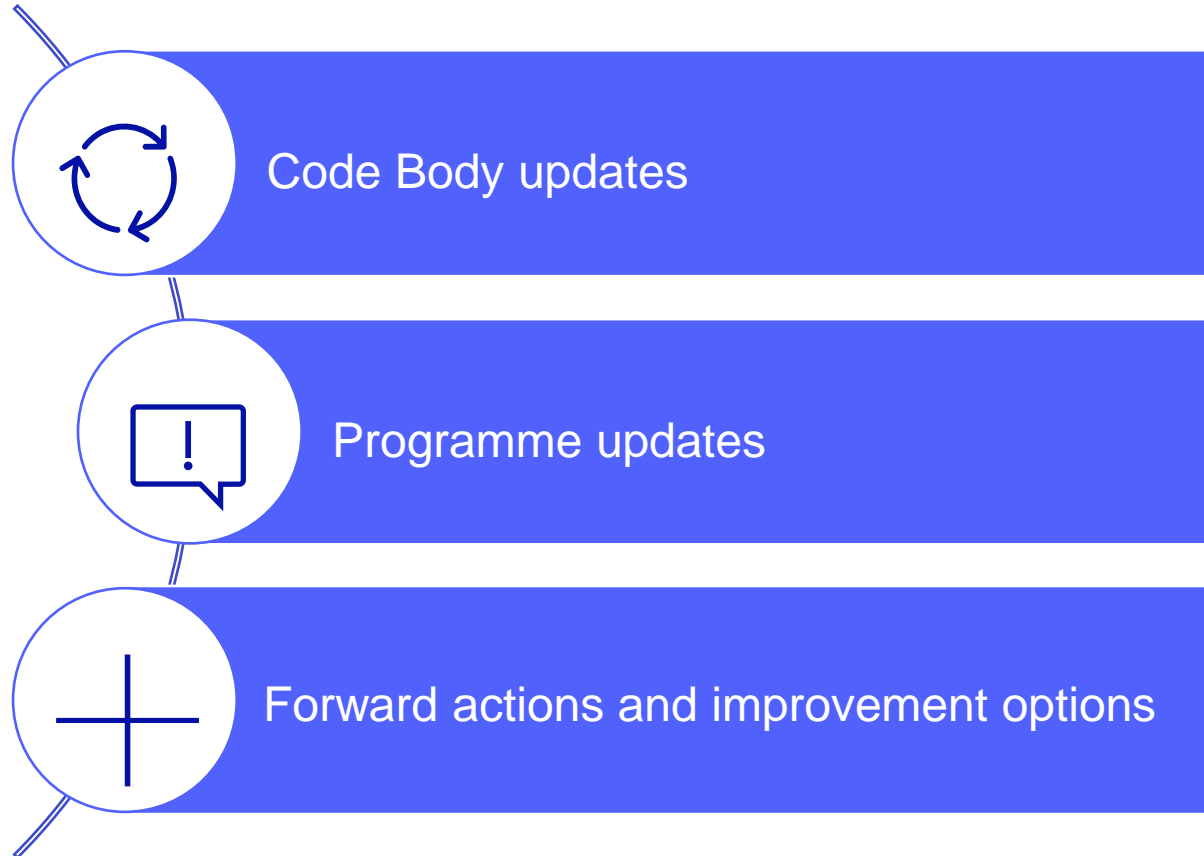 Code Body updates
Programme updates
Forward actions and improvement options